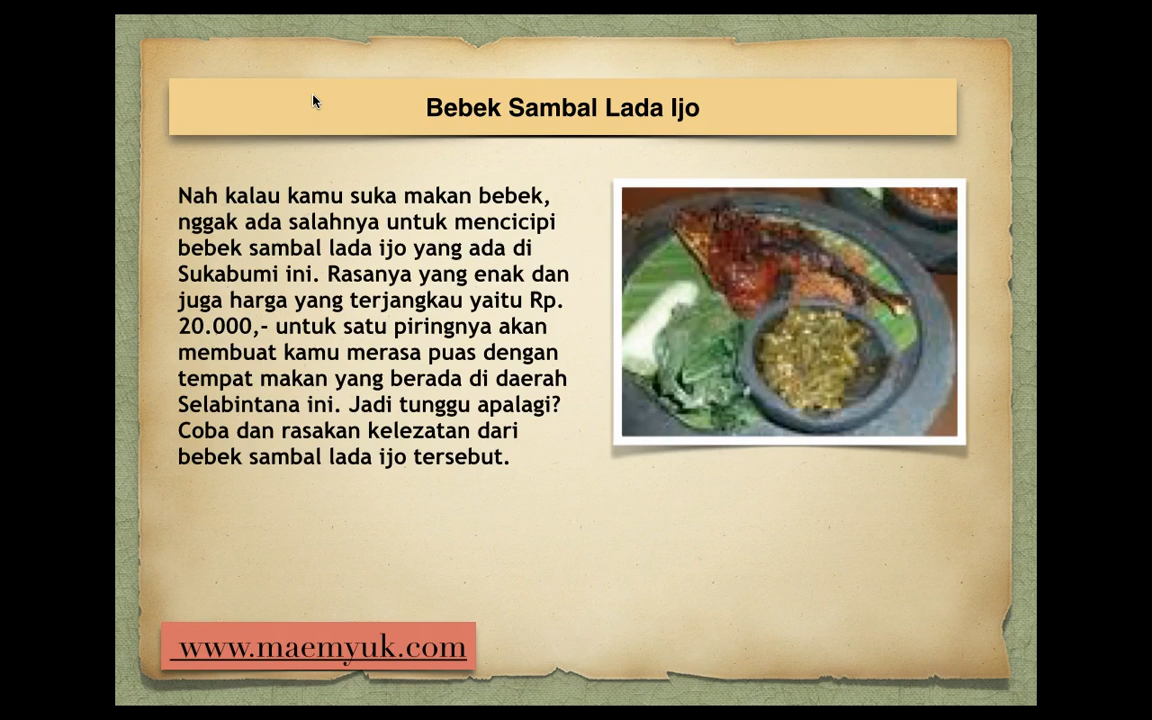 Bebek Sambal Lada Ijo
Nah kalau kamu suka makan bebek,
nggak ada salahnya untuk mencicipi
bebek sambal lada ijo yang ada di
Sukabumi ini. Rasanya yang enak dan
juga harga yang terjangkau yaitu Rp.
20.000,- untuk satu piringnya akan
membuat kamu merasa puas dengan
tempat makan yang berada di daerah
Selabintana ini. Jadi tunggu apalagi?
Coba dan rasakan kelezatan dari
bebek sambal lada ijo tersebut.
www.maemyuk.com